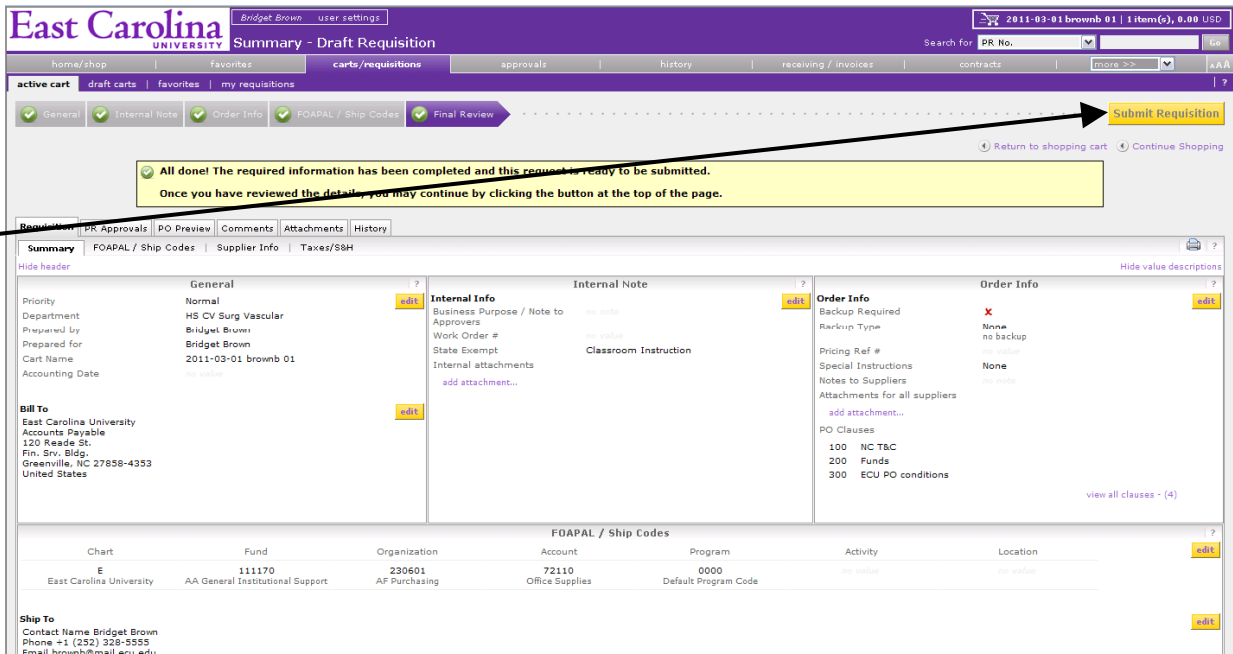 East Carolina
UNIVERSITY
Bridget Brown user settings
2011-03-01 brownb 01 | 1 item(s), 0.00 USD
Summary - Draft Requisition
Search for PR No. Go
home/shop | favorites carts/requisitions approvals | history | receiving / invoices | contracts more >> AAA
active cart draft carts | favorites | my requisitions | ?
General Internal Note Order Info FOAPAL / Ship Codes Final Review Submit Requisition
Return to shopping cart Continue Shopping
All done! The required information has been completed and this request is ready to be submitted.
Once you have reviewed the details, you may continue by clicking the button at the top of the page.
Requisition PR Approvals PO Preview Comments Attachments History
Summary FOAPAL / Ship Codes | Supplier Info | Taxes/S&H ?
Hide header Hide value descriptions
General ?
edit
Priority Normal
Department HS CV Surg Vascular
Prepared by Bridget Brown
Prepared for Bridget Brown
Cart Name 2011-03-01 brownb 01
Accounting Date no value
Bill To edit
East Carolina University
Accounts Payable
120 Reade St.
Fin. Srv. Bldg.
Greenville, NC 27858-4353
United States
Internal Note ?
Internal Info edit
Business Purpose / Note to no note
Approvers
Work Order # no value
State Exempt Classroom Instruction
Internal attachments
add attachment...
Order Info ?
Order Info edit
Backup Required x
Backup Type None
no backup
Pricing Ref # no value
Special Instructions None
Notes to Suppliers no note
Attachments for all suppliers
add attachment...
PO Clauses
100 NC T&C
200 Funds
300 ECU PO conditions
view all clauses - (4)
FOAPAL / Ship Codes ?
Chart Fund Organization Account Program Activity Location edit
E 111170 230601 72110 0000 no value no value
East Carolina University AA General Institutional Support AF Purchasing Office Supplies Default Program Code
Ship To edit
Contact Name Bridget Brown
Phone +1 (252) 328-5555
Email brownb@mail.ecu.edu